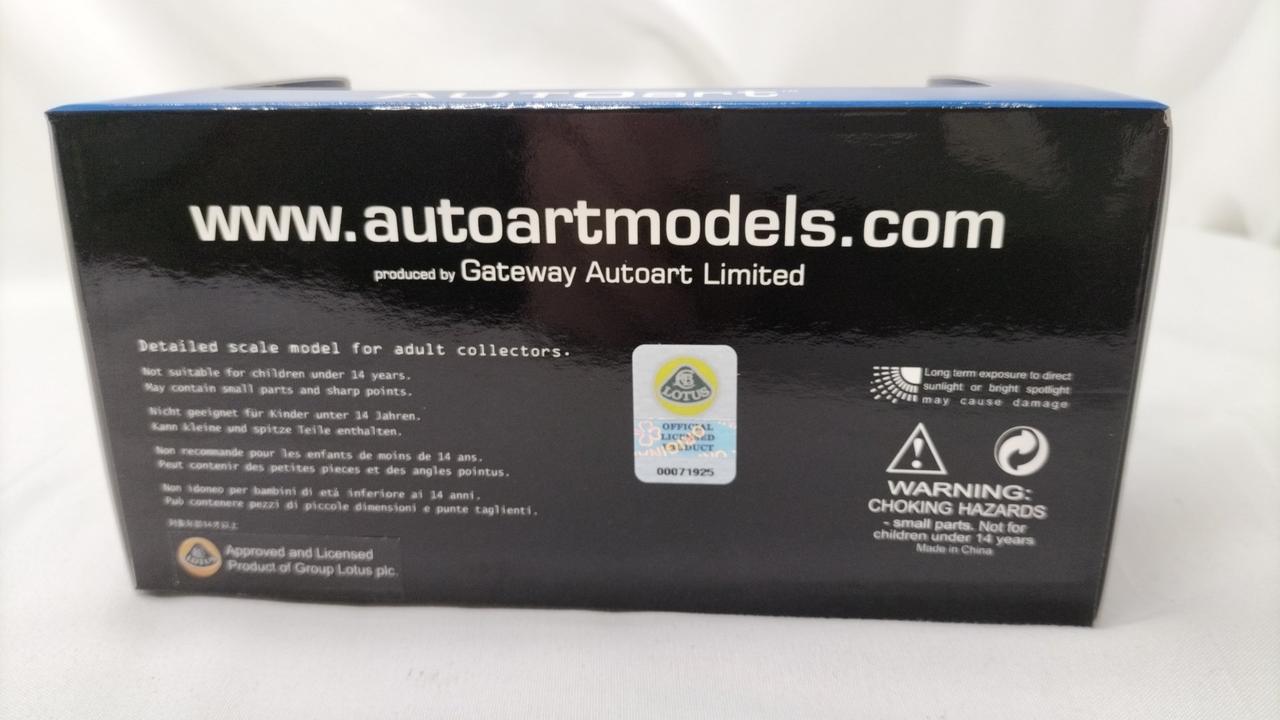 AUTOart™
www.autoartmodels.com
produced by Gateway Autoart Limited
Detailed scale model for adult collectors.
Not suitable for children under 14 years.
May contain small parts and sharp points.
Nicht geeignet für Kinder unter 14 Jahren.
Kann kleine und spitze Teile enthalten.
Non recommande pour les enfants de moins de 14 ans.
Peut contenir des petites pieces et des angles pointus.
Non idoneo per bambini di età inferiore ai 14 anni.
Può contenere pezzi di piccole dimensioni e punte taglienti.
LOTUS
Approved and Licensed
Product of Group Lotus plc.
LOTUS
OFFICIAL
LICENSED
PRODUCT
00071925
Long term exposure to direct
sunlight or bright spotlight
may cause damage
WARNING:
CHOKING HAZARDS
- small parts. Not for
children under 14 years
Made in China